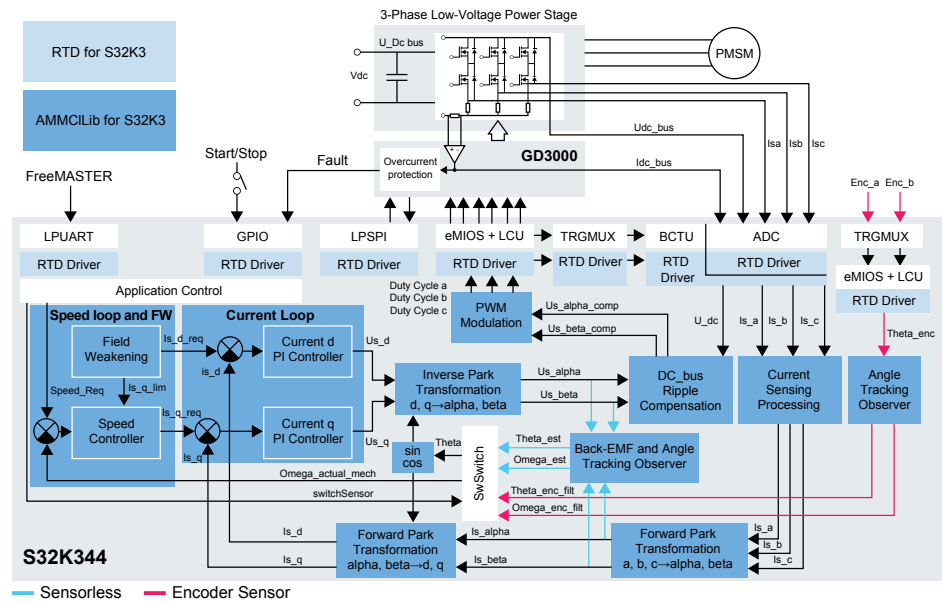 3-Phase Low-Voltage Power Stage
RTD for S32K3
AMMCILib for S32K3
U_Dc bus
Vdc
PMSM
Udc_bus
Isa
Isb
Isc
GD3000
Idc_bus
Overcurrent
protection
Start/Stop
Fault
FreeMASTER
Enc_a
Enc_b
LPUART
RTD Driver
GPIO
RTD Driver
LPSPI
RTD Driver
eMIOS + LCU
RTD Driver
TRGMUX
RTD Driver
BCTU
RTD
Driver
ADC
RTD Driver
TRGMUX
eMIOS + LCU
RTD Driver
Application Control
Duty Cycle a
Duty Cycle b
Duty Cycle c
PWM
Modulation
Us_alpha_comp
Us_beta_comp
U_dc
Is_a
Is_b
Is_c
Theta_enc
Speed loop and FW
Current Loop
Field
Weakening
Is_d_req
is_d
Current d
PI Controller
Us_d
Speed_Req
Is_q_lim
Speed
Controller
Is_q_req
Is_q
Current q
PI Controller
Us_q
Inverse Park
Transformation
d, q→alpha, beta
Us_alpha
Us_beta
DC_bus
Ripple
Compensation
Current
Sensing
Processing
Angle
Tracking
Observer
sin
cos
Theta
SwSwitch
Theta_est
Omega_est
Back-EMF and Angle
Tracking Observer
Omega_actual_mech
switchSensor
Theta_enc_filt
Omega_enc_filt
Is_d
Is_q
Forward Park
Transformation
alpha, beta→d, q
Is_alpha
Is_beta
Forward Park
Transformation
a, b, c→alpha, beta
Is_a
Is_b
Is_c
S32K344
Sensorless
Encoder Sensor